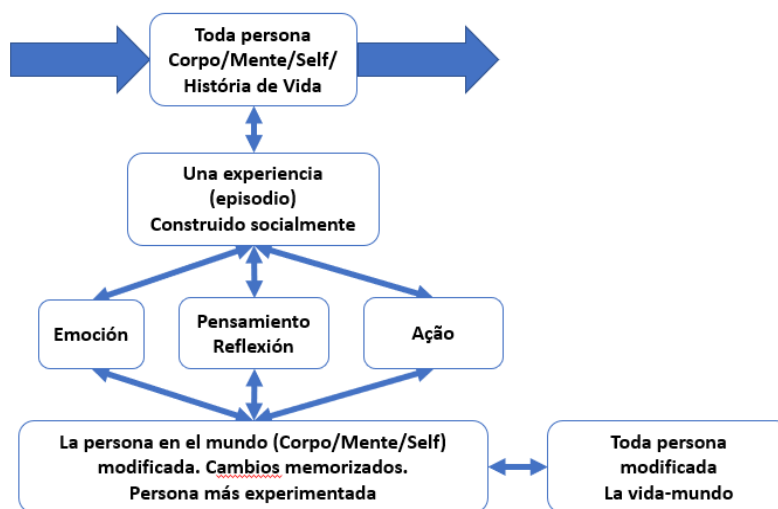 Toda persona
Corpo/Mente/Self/
História de Vida
Una experiencia
(episodio)
Construido socialmente
Emoción
Pensamiento
Reflexión
Ação
La persona en el mundo (Corpo/Mente/Self)
modificada. Cambios memorizados.
Persona más experimentada
Toda persona
modificada
La vida-mundo